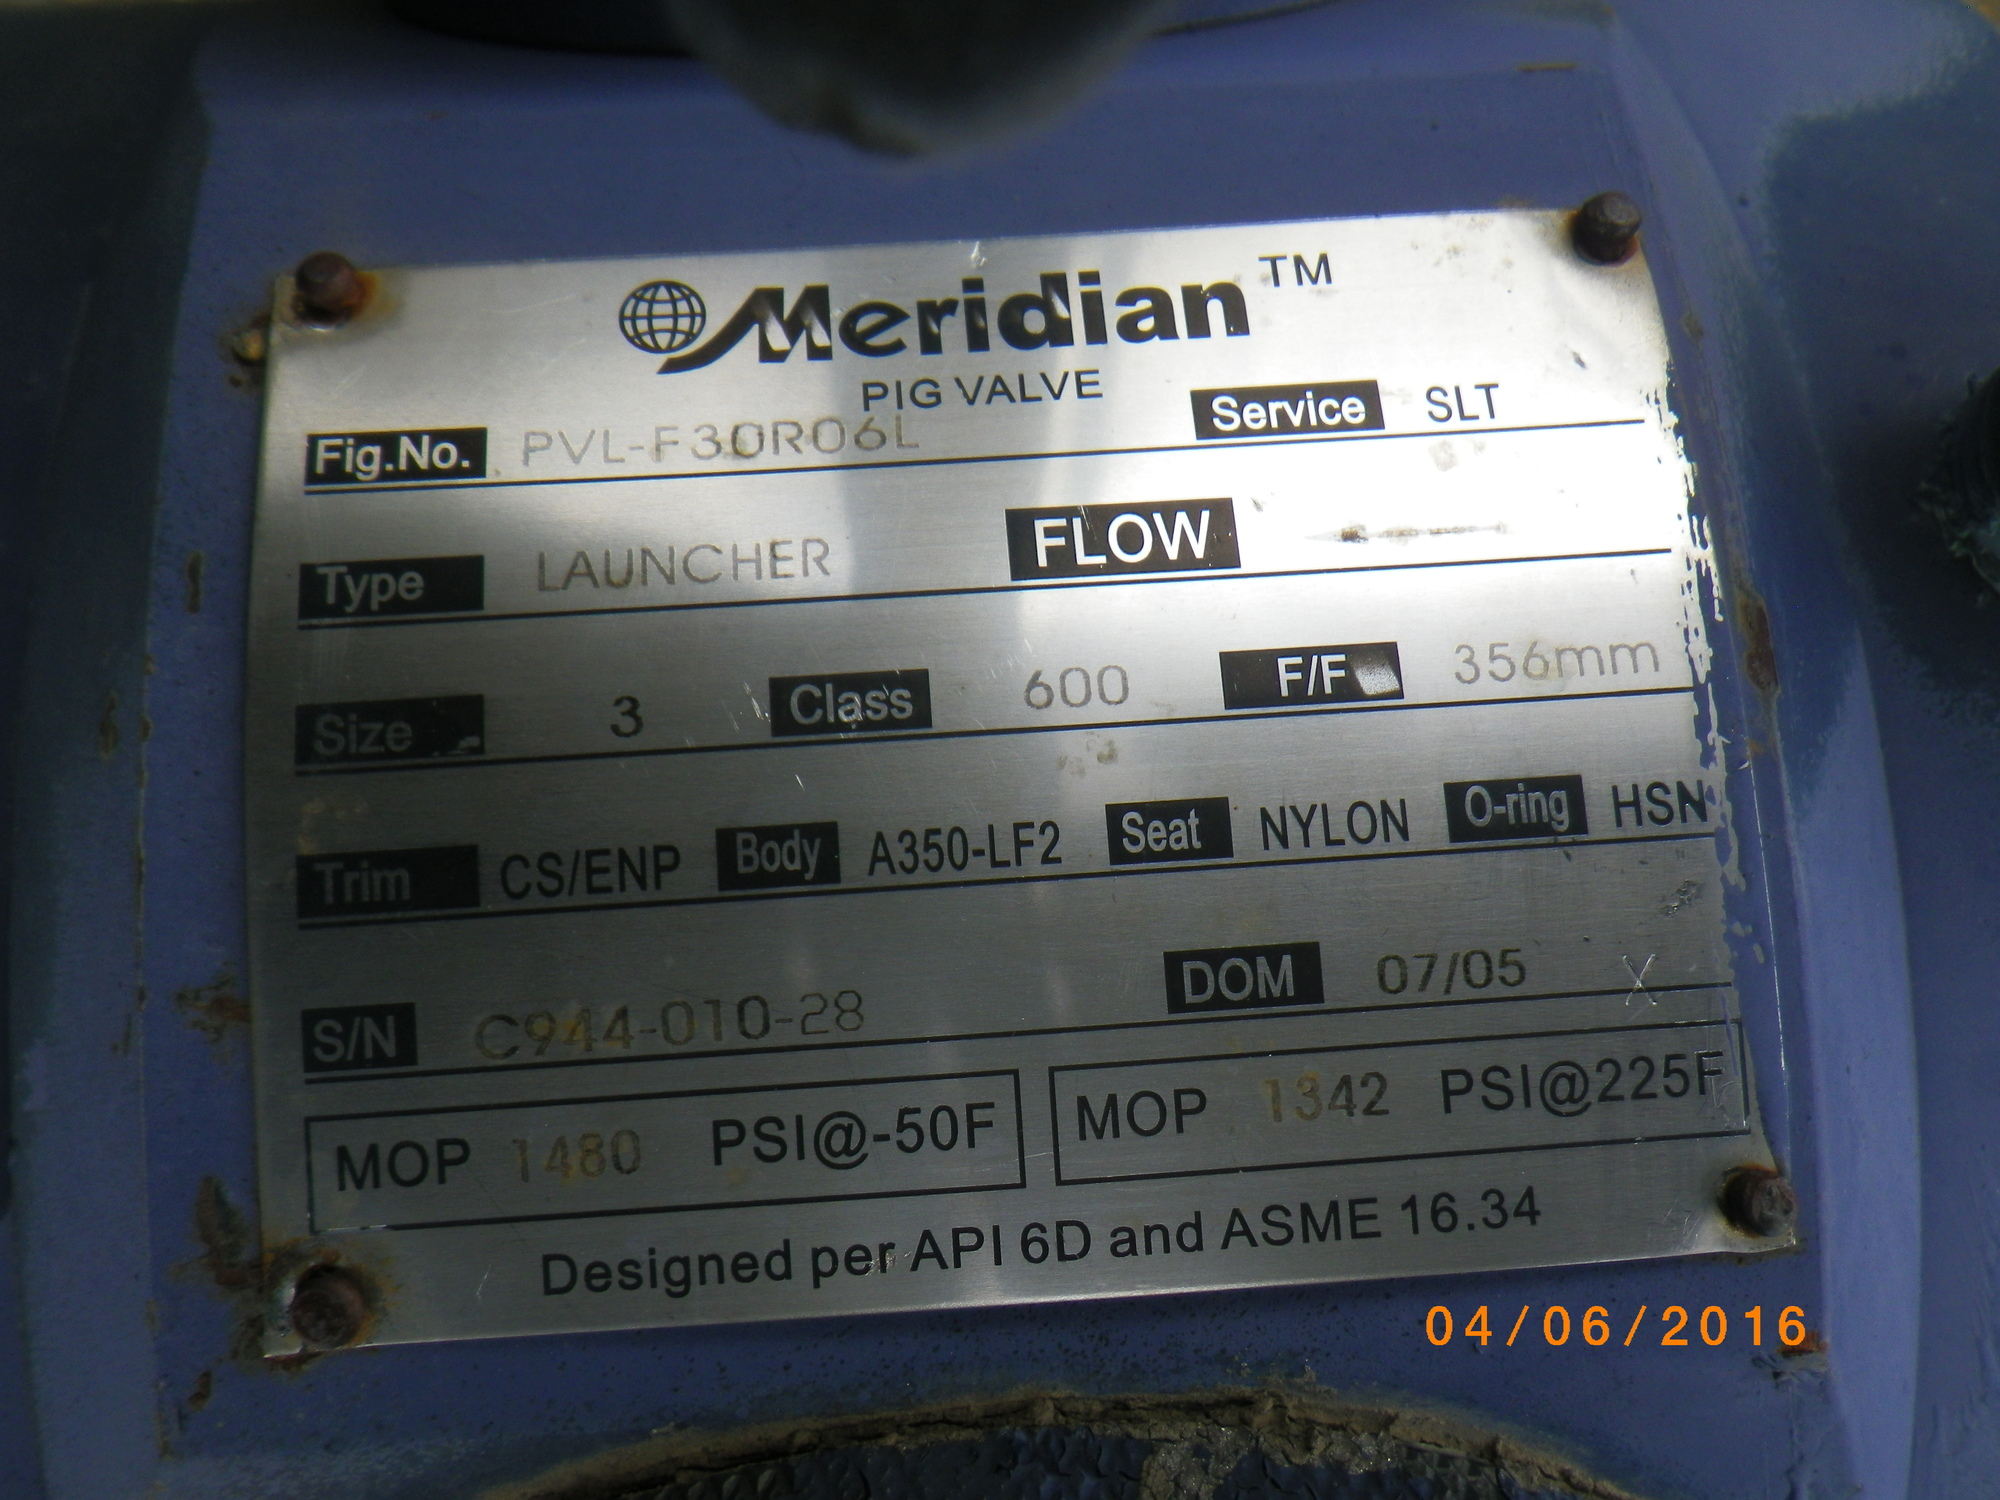 Meridian TM
PIG VALVE
Fig.No. PVL-F30R06L Service SLT
Type LAUNCHER FLOW
Size 3 Class 600 F/F 356mm
Trim CS/ENP Body A350-LF2 Seat NYLON O-ring HSN
S/N C944-010-28 DOM 07/05 X
MOP 1480 PSI@-50F MOP 1342 PSI@225F
Designed per API 6D and ASME 16.34
04/06/2016